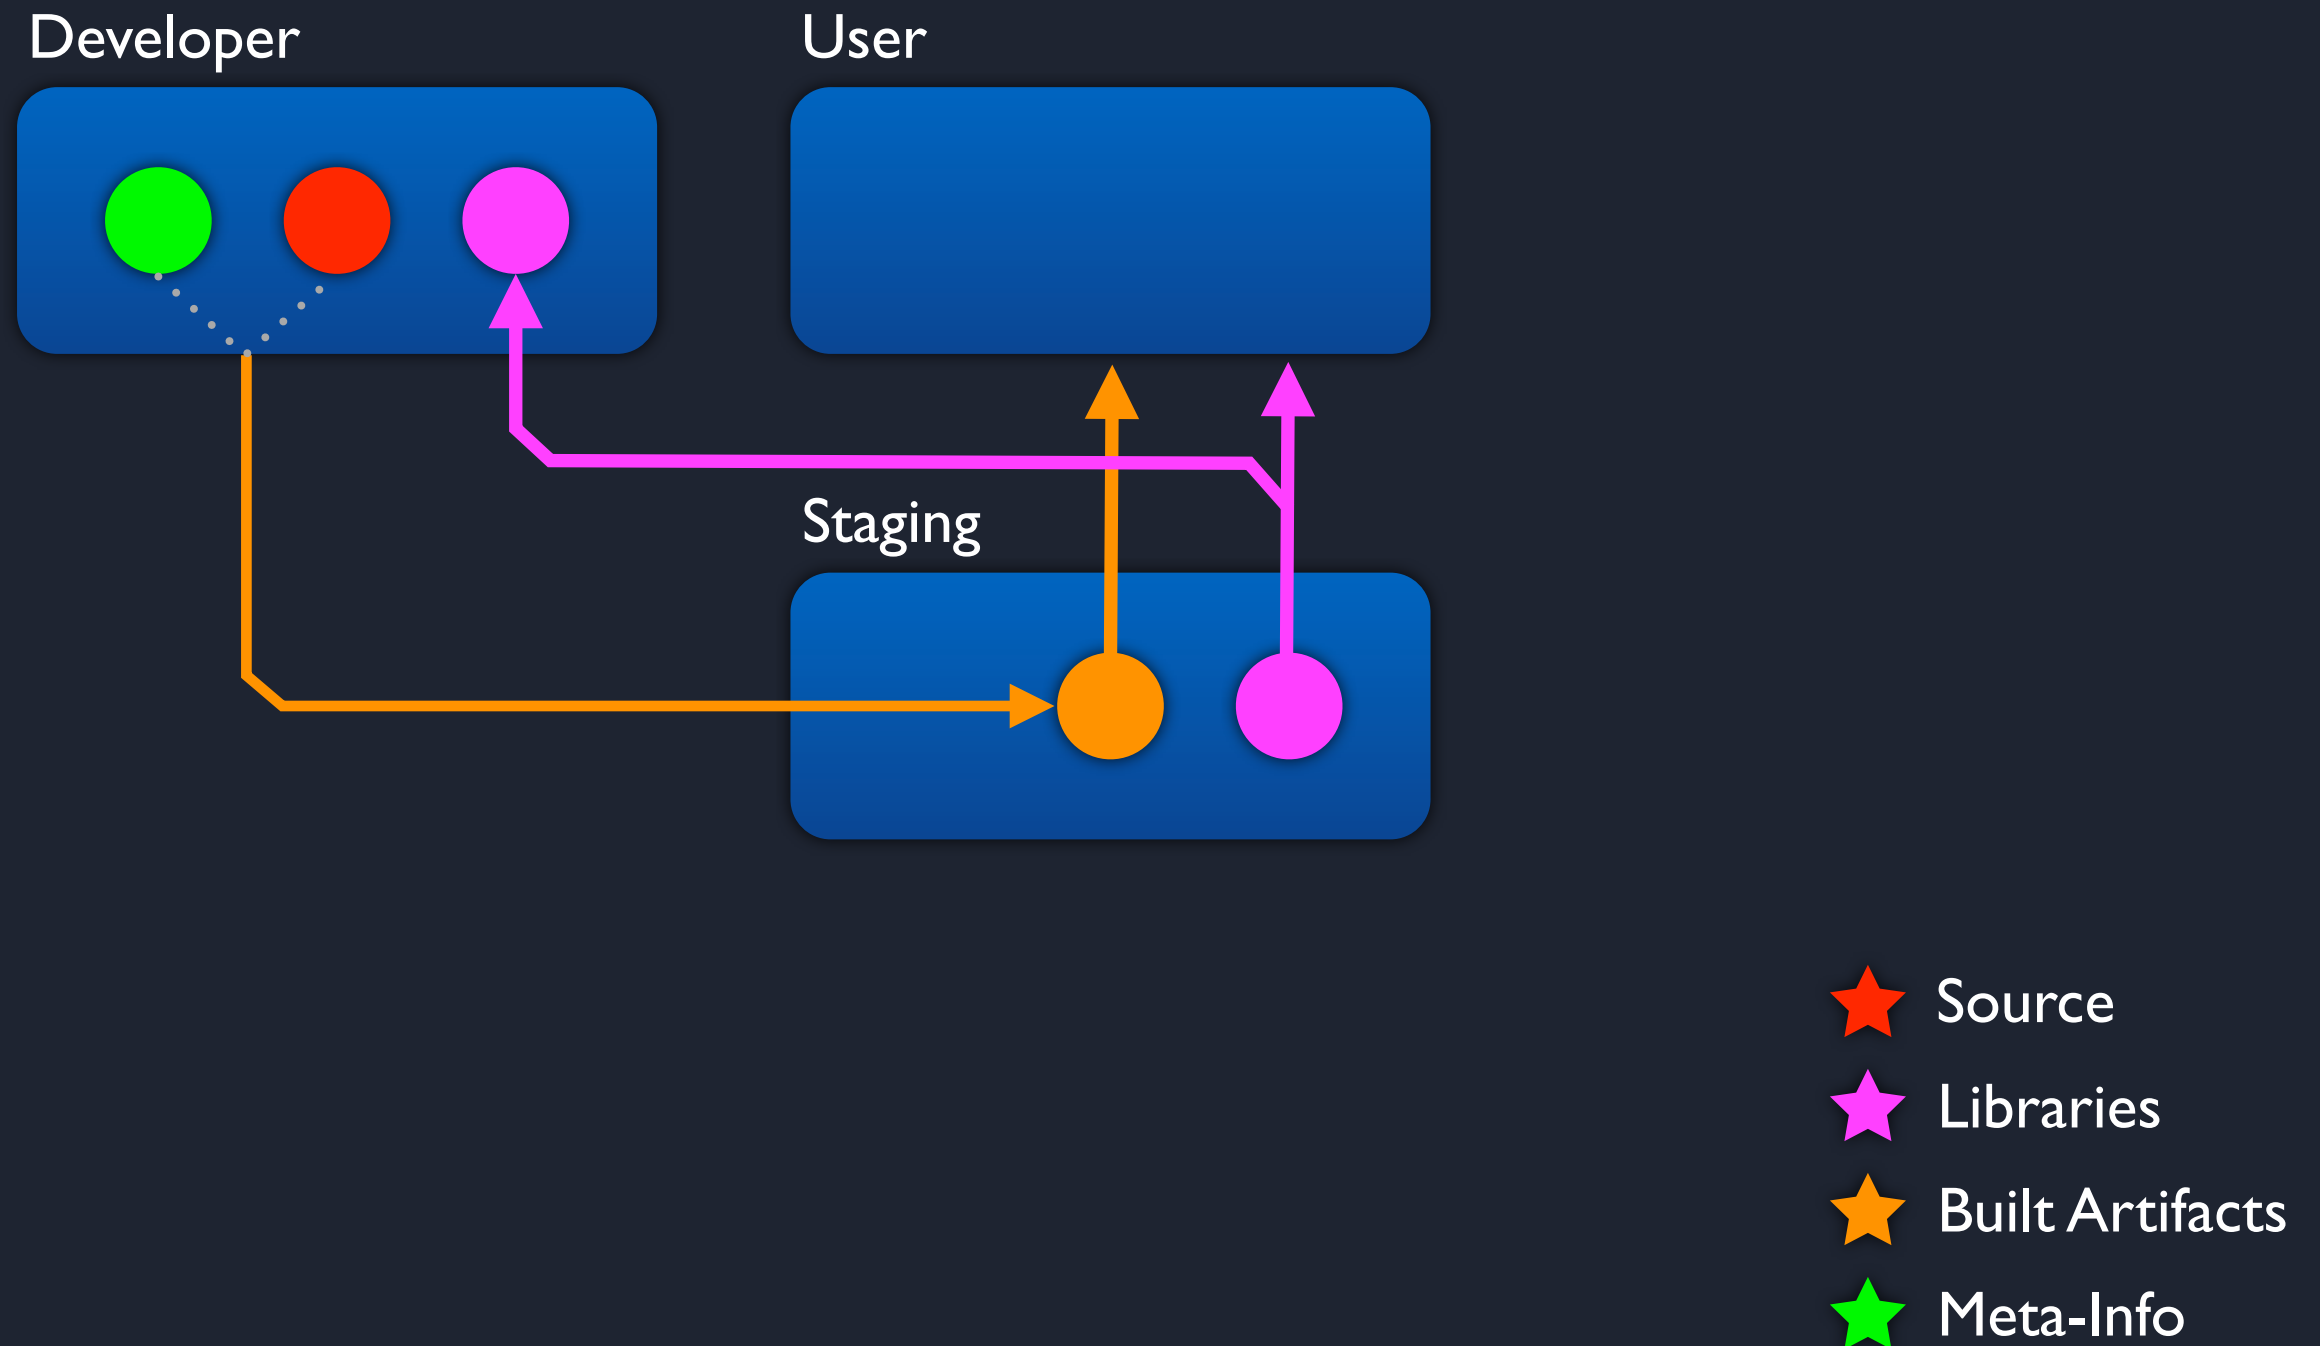 Developer
User
Staging
Source
Libraries
Built Artifacts
Meta-Info